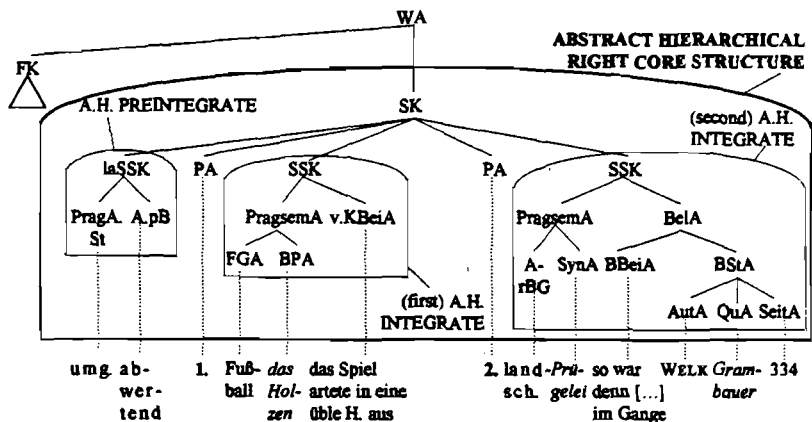 WA
ABSTRACT HIERARCHICAL
RIGHT CORE STRUCTURE
FK
A.H. PREINTEGRATE
SK
(second) A.H.
INTEGRATE
laSSK PA SSK PA SSK
PragA. A.pB PragsemA v.KBeiA PragsemA BelA
St
FGA BPA A- SynA BBeiA BStA
rBG
(first) A.H.
INTEGRATE
AutA QuA SeitA
umg. ab- 1. Fuß- das das Spiel 2. land- Prü- so war WELK Gram- 334
wer- ball Hol- artete in eine sch. gelei denn [...] bauer
tend zen üble H. aus im Gange